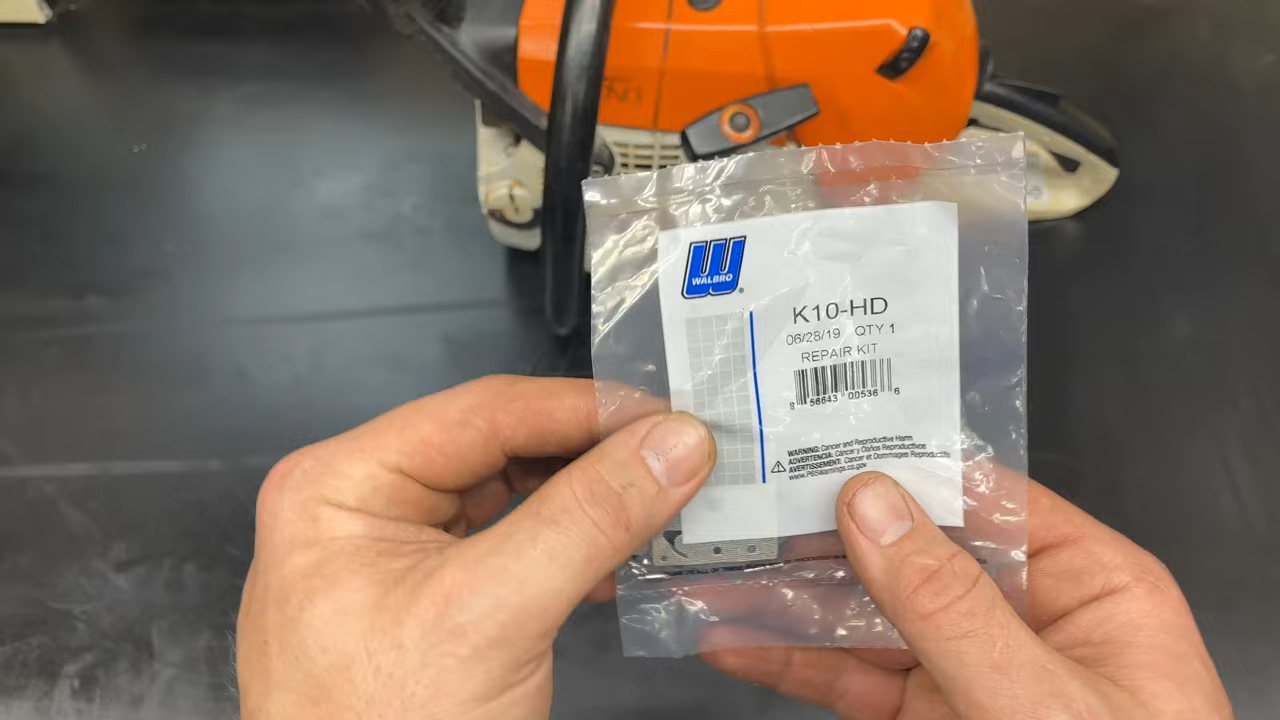 WALBRO
®
K10-HD
06/28/19 QTY 1
REPAIR KIT
8 56643 00536 6
WARNING: Cancer and Reproductive Harm
ADVERTENCIA: Cáncer y Daños Reproductivos
AVERTISSEMENT: Cancer et Dommages Reproductifs
www.P65Warnings.ca.gov